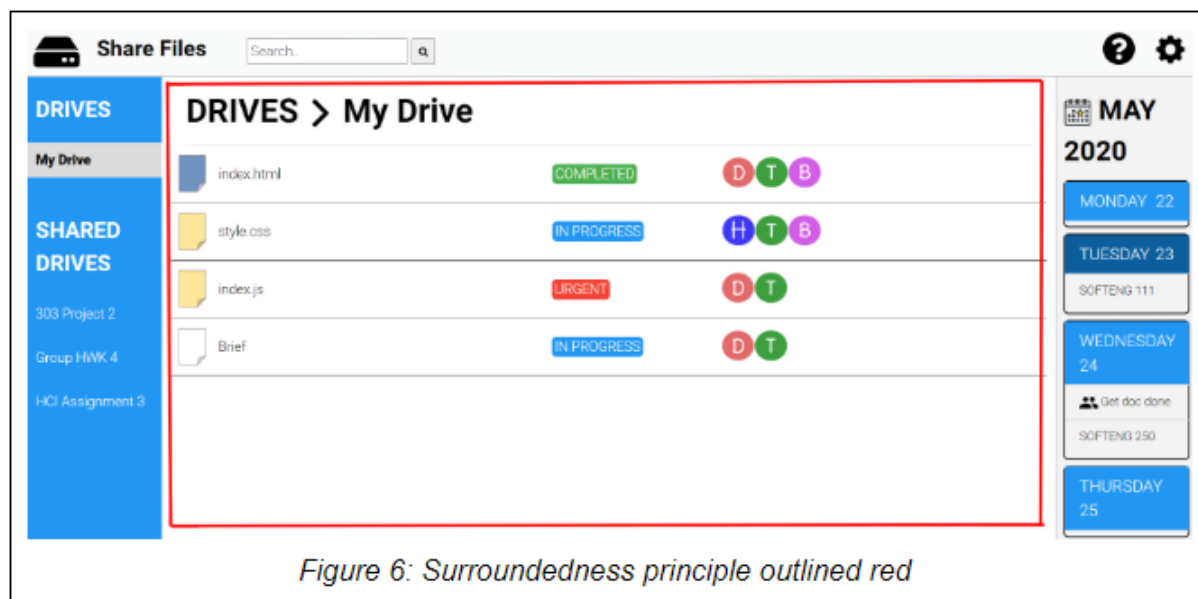 Share Files
Search..
DRIVES
My Drive
SHARED
DRIVES
303 Project 2
Group HWK 4
HCI Assignment 3
DRIVES > My Drive
index.html COMPLETED D T B
style.css IN PROGRESS H T B
index.js URGENT D T
Brief IN PROGRESS D T
MAY
2020
MONDAY 22
TUESDAY 23
SOFTENG 111
WEDNESDAY
24
Get doc done
SOFTENG 250
THURSDAY
25
Figure 6: Surroundedness principle outlined red